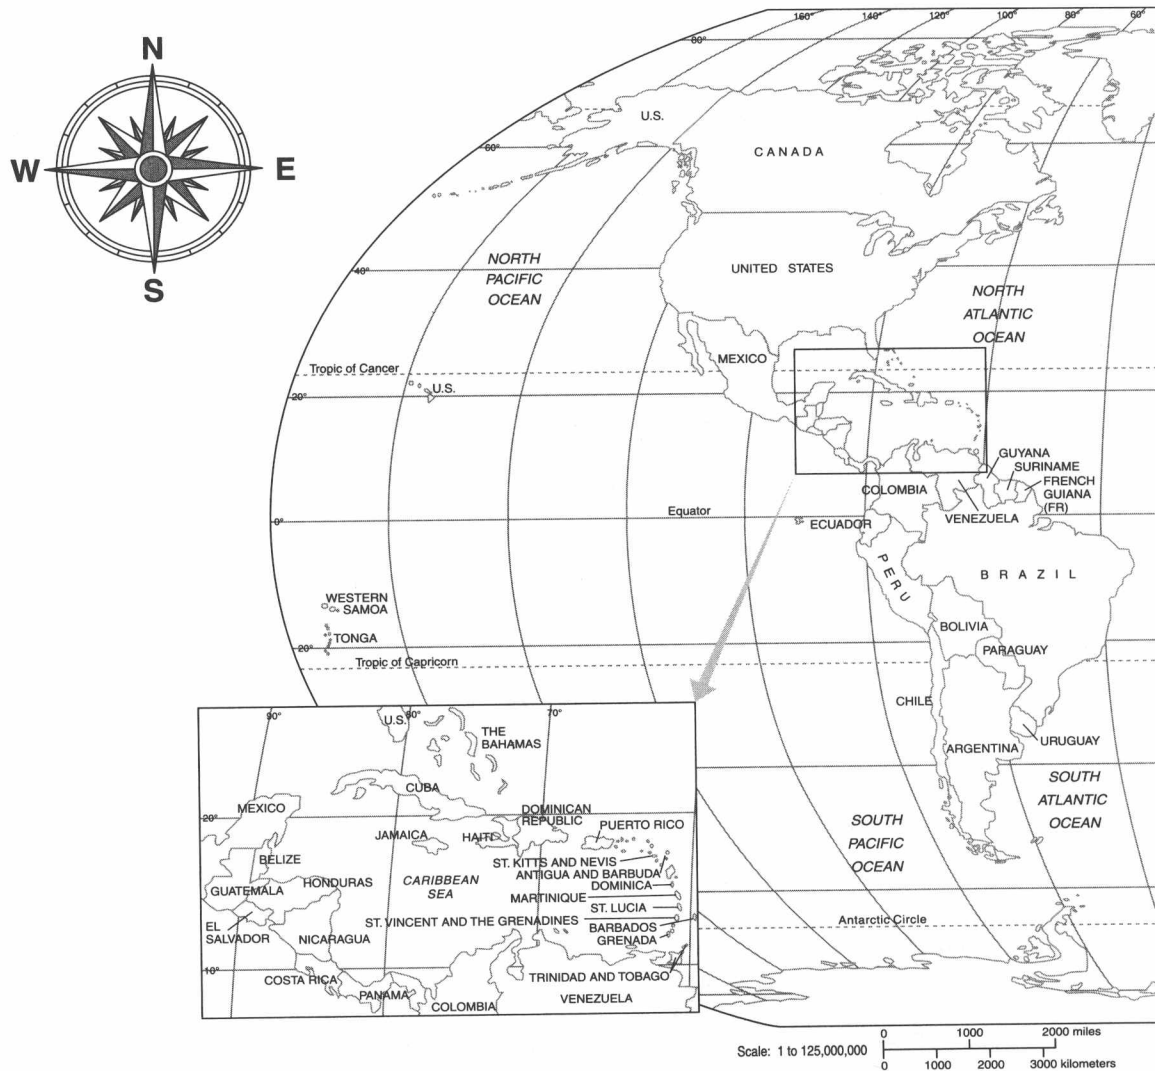 N
W
E
S
160°
140°
120°
100°
80°
60°
80°
U.S.
60°
CANADA
NORTH
PACIFIC
OCEAN
40°
UNITED STATES
NORTH
ATLANTIC
OCEAN
MEXICO
Tropic of Cancer
U.S.
20°
GUYANA
SURINAME
FRENCH
GUIANA
(FR)
COLOMBIA
VENEZUELA
Equator
0°
ECUADOR
PERU
BRAZIL
WESTERN
SAMOA
TONGA
BOLIVIA
20°
Tropic of Capricorn
PARAGUAY
CHILE
ARGENTINA
URUGUAY
SOUTH
ATLANTIC
OCEAN
SOUTH
PACIFIC
OCEAN
Antarctic Circle
90°
80°
70°
U.S.
THE
BAHAMAS
CUBA
MEXICO
20°
DOMINICAN
REPUBLIC
PUERTO RICO
JAMAICA
HAITI
BELIZE
ST. KITTS AND NEVIS
ANTIGUA AND BARBUDA
GUATEMALA
HONDURAS
CARIBBEAN
SEA
DOMINICA
MARTINIQUE
ST. LUCIA
ST. VINCENT AND THE GRENADINES
EL
SALVADOR
NICARAGUA
BARBADOS
GRENADA
10°
COSTA RICA
TRINIDAD AND TOBAGO
PANAMA
COLOMBIA
VENEZUELA
Scale: 1 to 125,000,000
0 1000 2000 miles
0 1000 2000 3000 kilometers